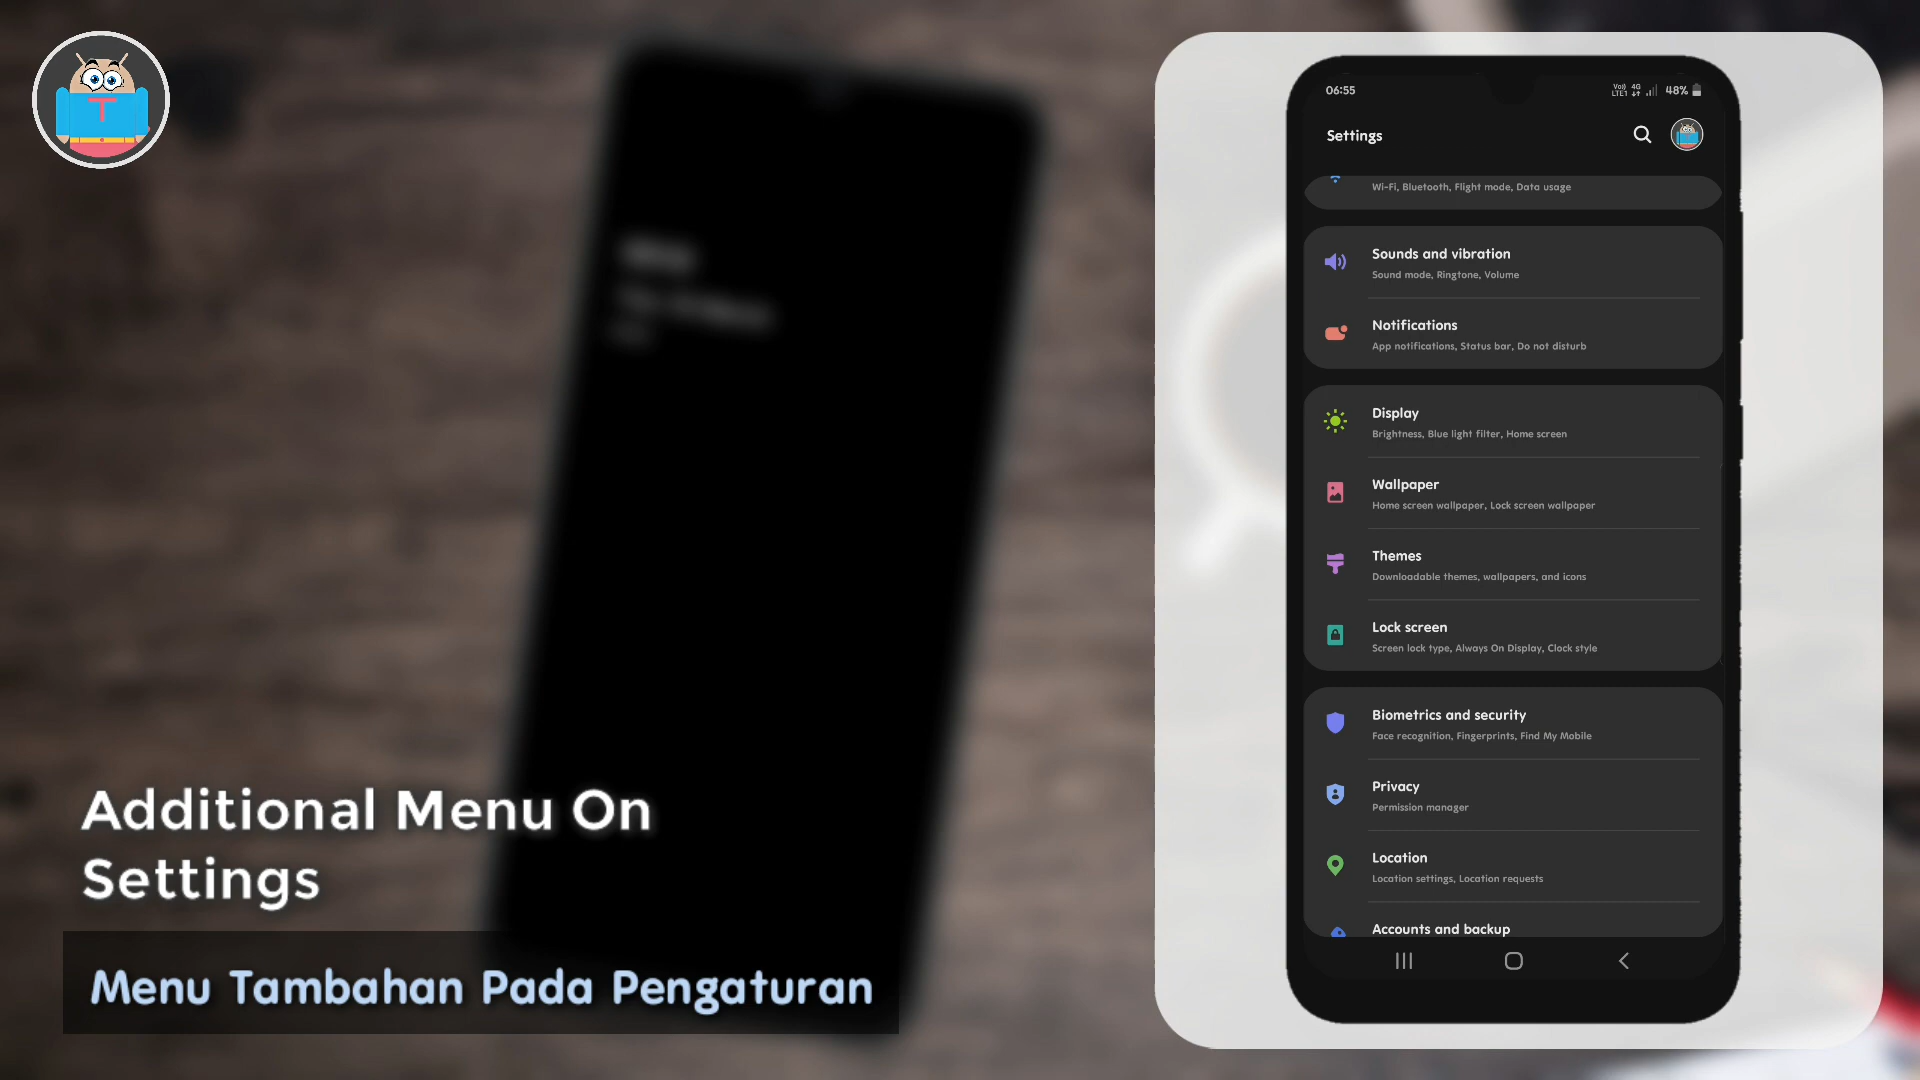 T
Additional Menu On
Settings
Menu Tambahan Pada Pengaturan
06:55
Vo)) 4G
LTE1
48%
Settings
Wi-Fi, Bluetooth, Flight mode, Data usage
Sounds and vibration
Sound mode, Ringtone, Volume
Notifications
App notifications, Status bar, Do not disturb
Display
Brightness, Blue light filter, Home screen
Wallpaper
Home screen wallpaper, Lock screen wallpaper
Themes
Downloadable themes, wallpapers, and icons
Lock screen
Screen lock type, Always On Display, Clock style
Biometrics and security
Face recognition, Fingerprints, Find My Mobile
Privacy
Permission manager
Location
Location settings, Location requests
Accounts and backup